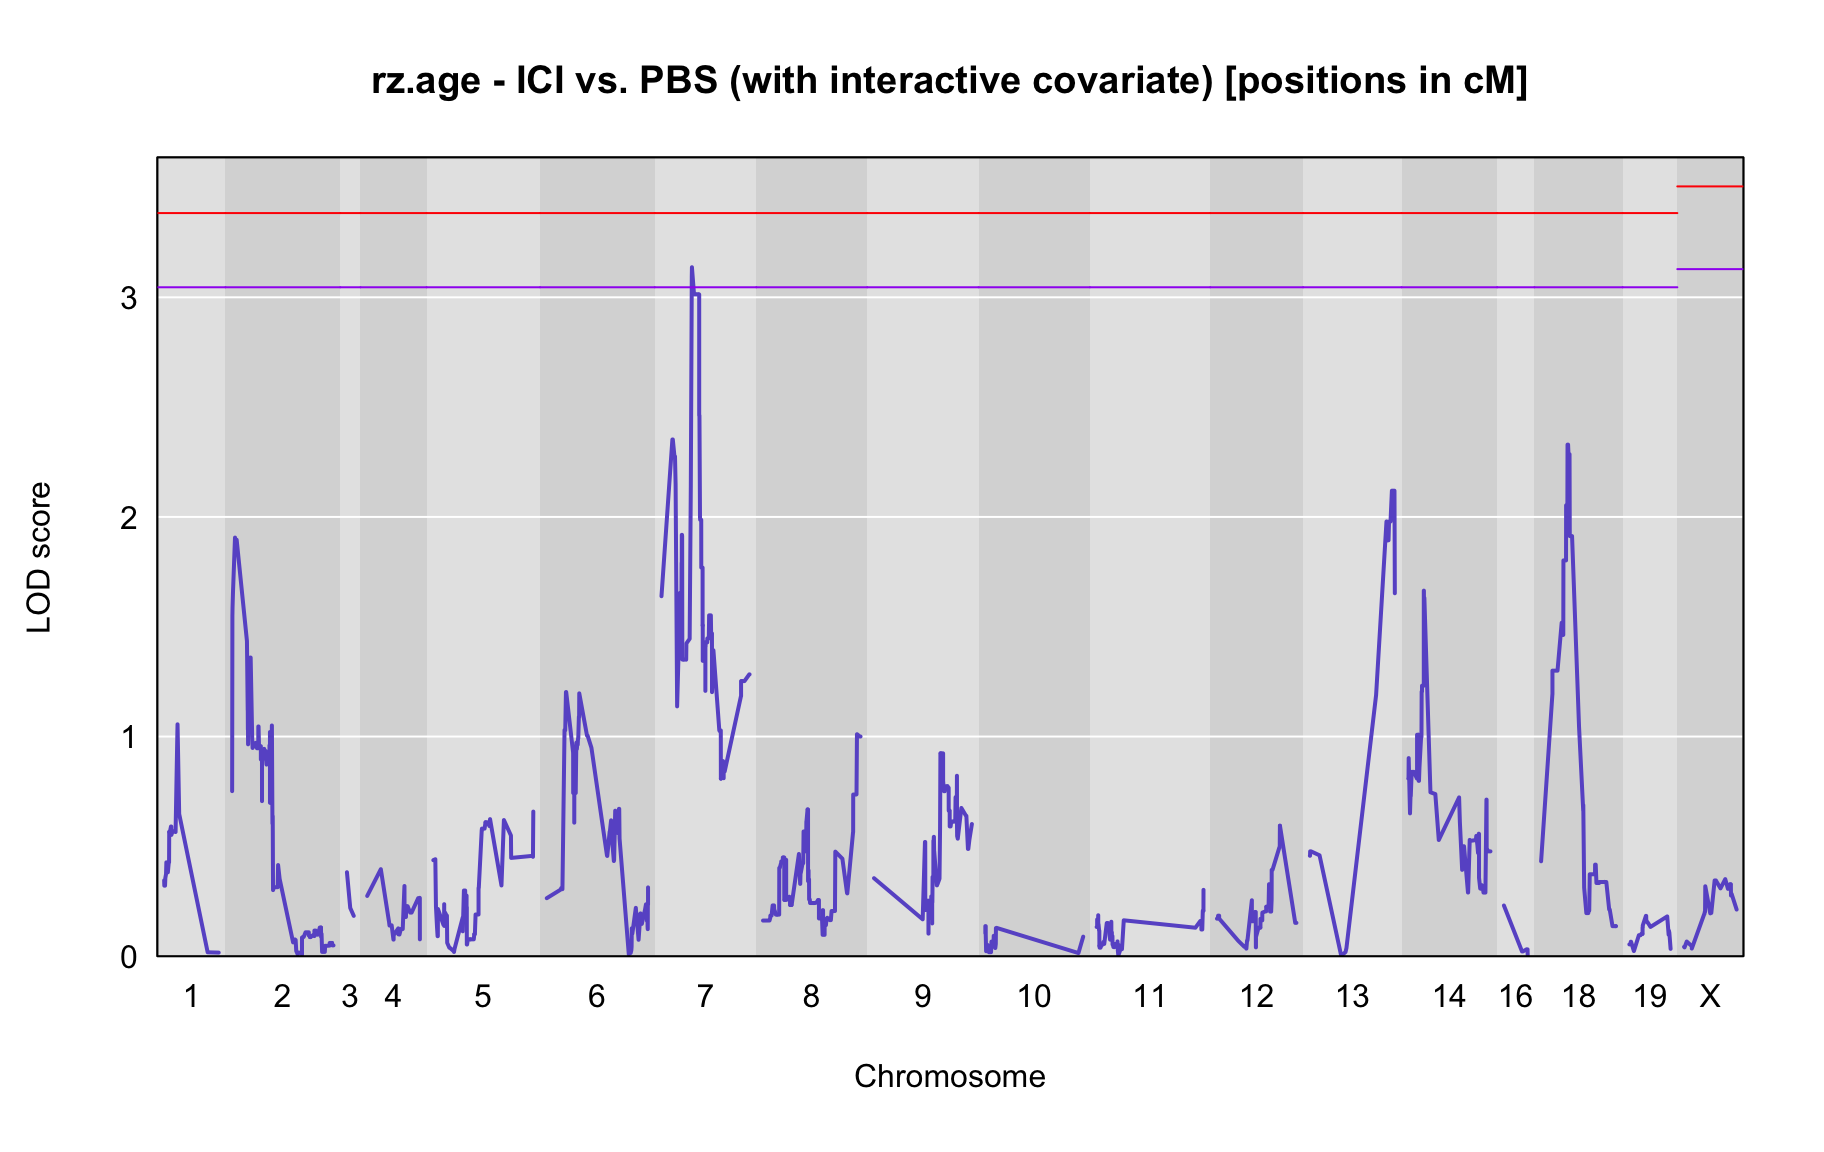 rz.age - ICI vs. PBS (with interactive covariate) [positions in cM]
LOD score
3
2
1
0
1 2 3 4 5 6 7 8 9 10 11 12 13 14 16 18 19 X
Chromosome